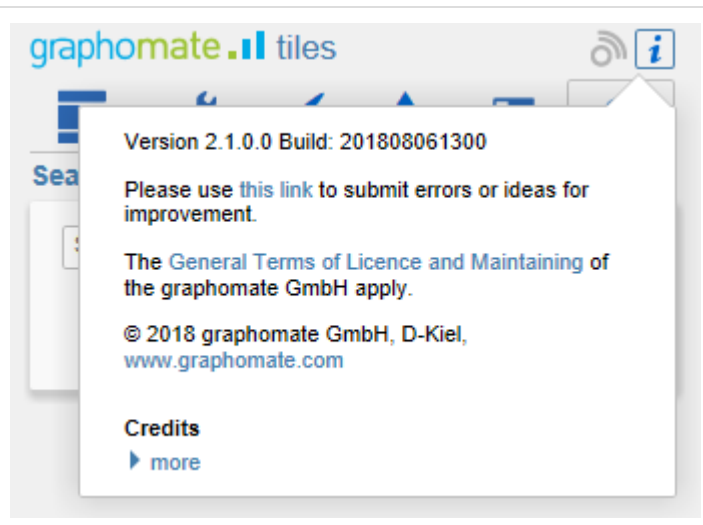 graphomate tiles
Version 2.1.0.0 Build: 201808061300
Sea
Please use this link to submit errors or ideas for
improvement.
The General Terms of Licence and Maintaining of
the graphomate GmbH apply.
© 2018 graphomate GmbH, D-Kiel,
www.graphomate.com
Credits
more